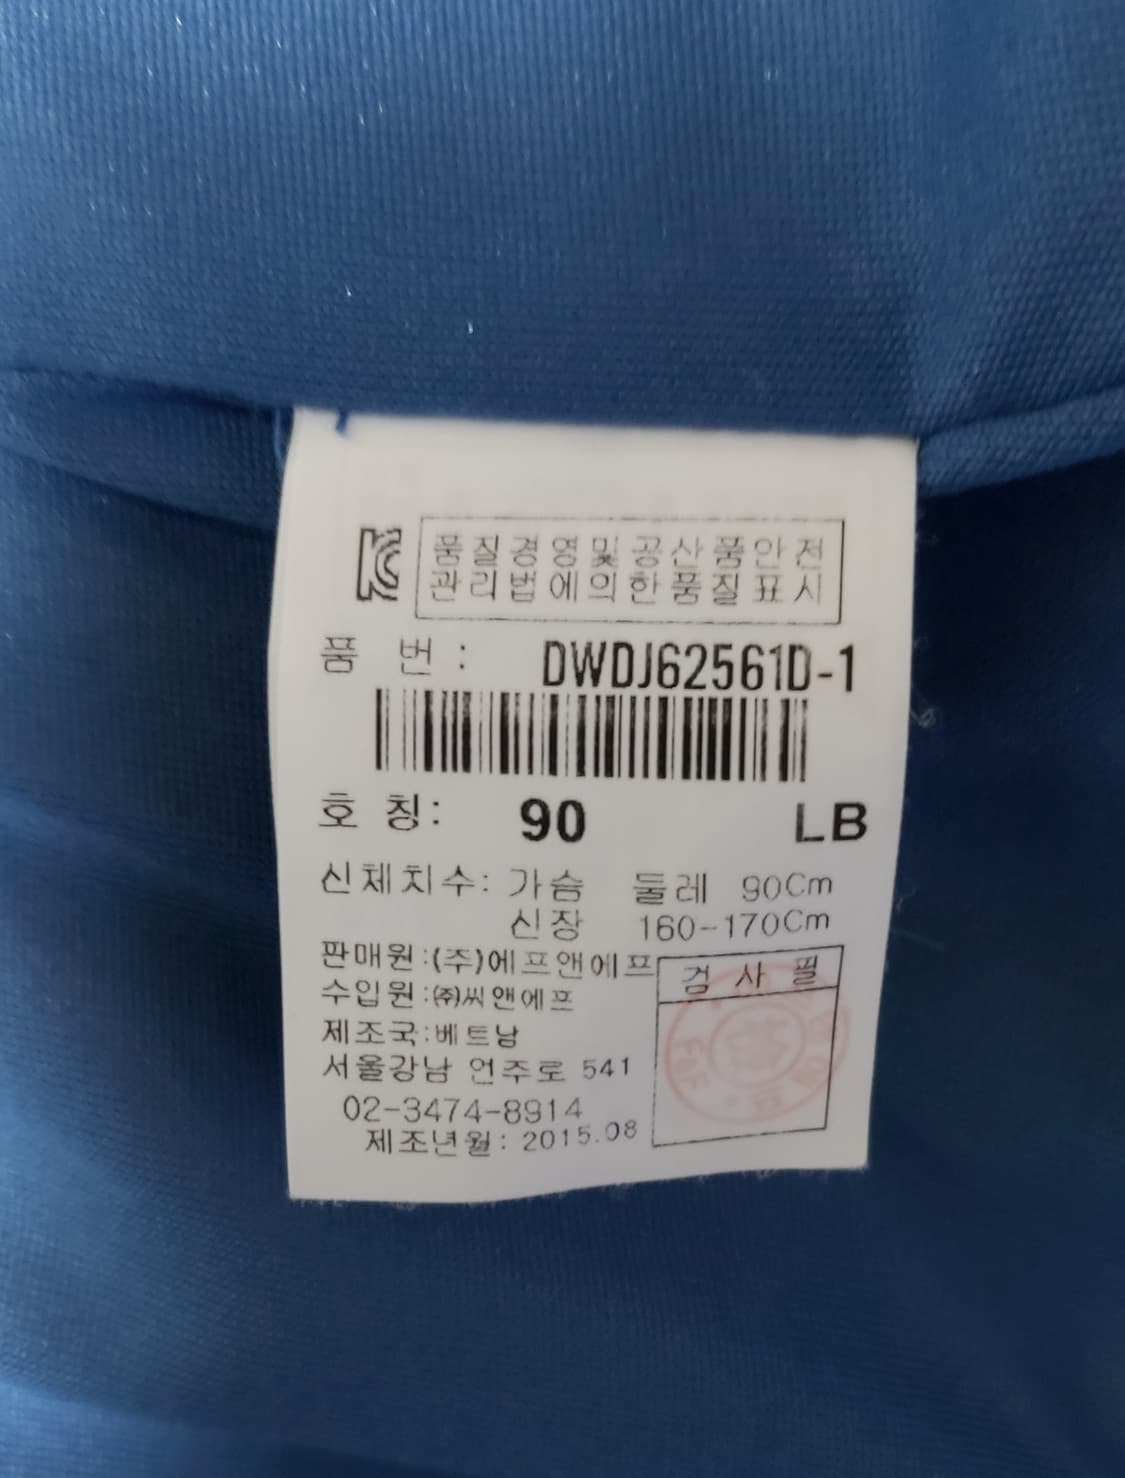 품질경영및공산품안전
관리법에의한품질표시
품 번 : DWDJ62561D-1
호 칭: 90 LB
신체치수: 가슴 둘레 90Cm
신장 160-170Cm
판매원:(주)에프앤에프
검 사 필
수입원:㈜씨앤에프
제조국:베트남
서울강남 언주로 541
02-3474-8914
제조년월: 2015.08
FnF